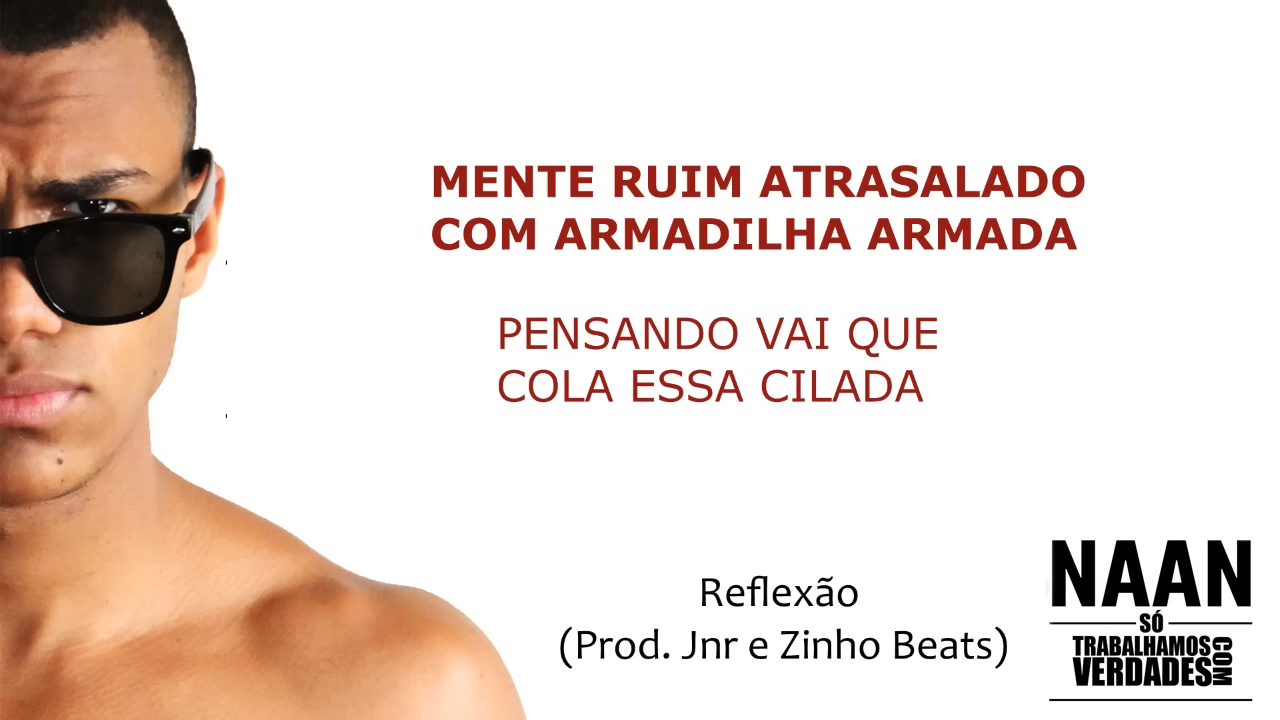 MENTE RUIM ATRASALADO
COM ARMADILHA ARMADA
PENSANDO VAI QUE
COLA ESSA CILADA
Reflexão
(Prod. Jnr e Zinho Beats)
NAAN
SÓ
TRABALHAMOS
COM
VERDADES